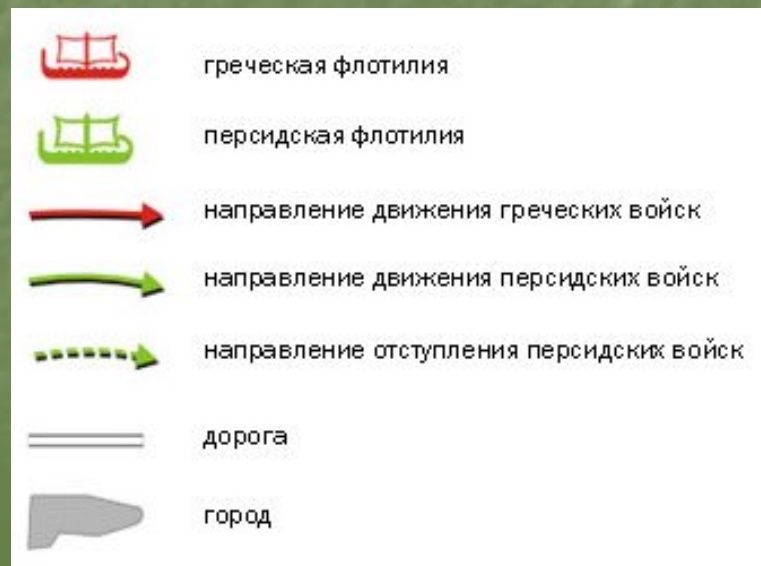 греческая флотилия
персидская флотилия
направление движения греческих войск
направление движения персидских войск
направление отступления персидских войск
дорога
город